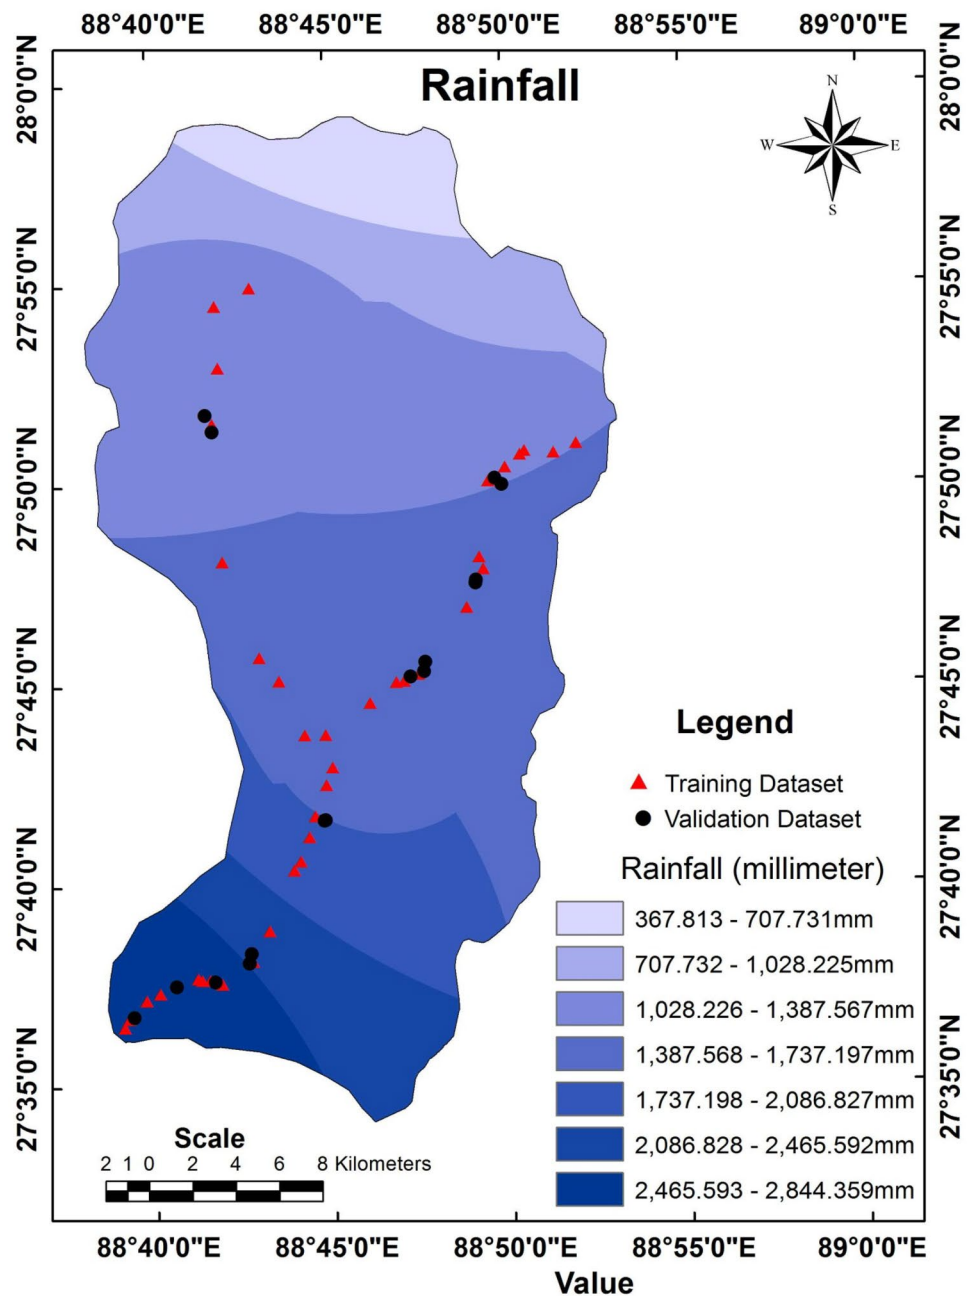 88°40'0"E 88°45'0"E 88°50'0"E 88°55'0"E 89°0'0"E
Rainfall
N
W E
S
28°0'0"N 28°0'0"N
27°55'0"N 27°55'0"N
27°50'0"N 27°50'0"N
27°45'0"N 27°45'0"N
27°40'0"N 27°40'0"N
27°35'0"N 27°35'0"N
Legend
Training Dataset
Validation Dataset
Rainfall (millimeter)
367.813 - 707.731mm
707.732 - 1,028.225mm
1,028.226 - 1,387.567mm
1,387.568 - 1,737.197mm
1,737.198 - 2,086.827mm
2,086.828 - 2,465.592mm
2,465.593 - 2,844.359mm
Scale
2 1 0 2 4 6 8 Kilometers
88°40'0"E 88°45'0"E 88°50'0"E 88°55'0"E 89°0'0"E
Value